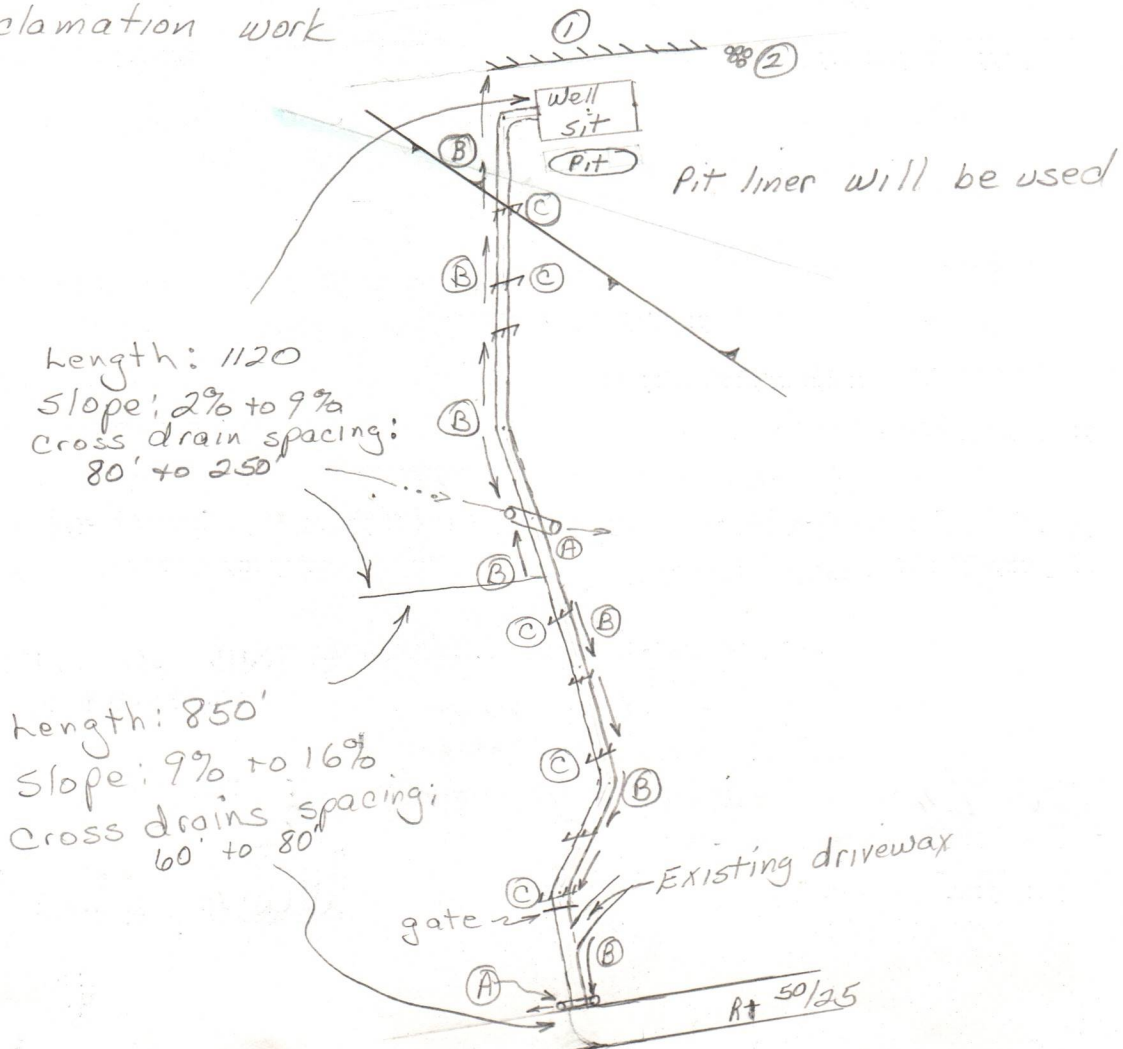 clamation work
1
2
Well
sit
Pit
Pit liner will be used
B
C
B
C
Length: 1120
Slope: 2% to 9%
Cross drain spacing:
80' to 250'
B
A
B
C
B
Length: 850'
Slope: 9% to 16%
Cross drains spacing:
60' to 80'
C
B
Existing driveway
C
gate
B
A
Rt 50/25